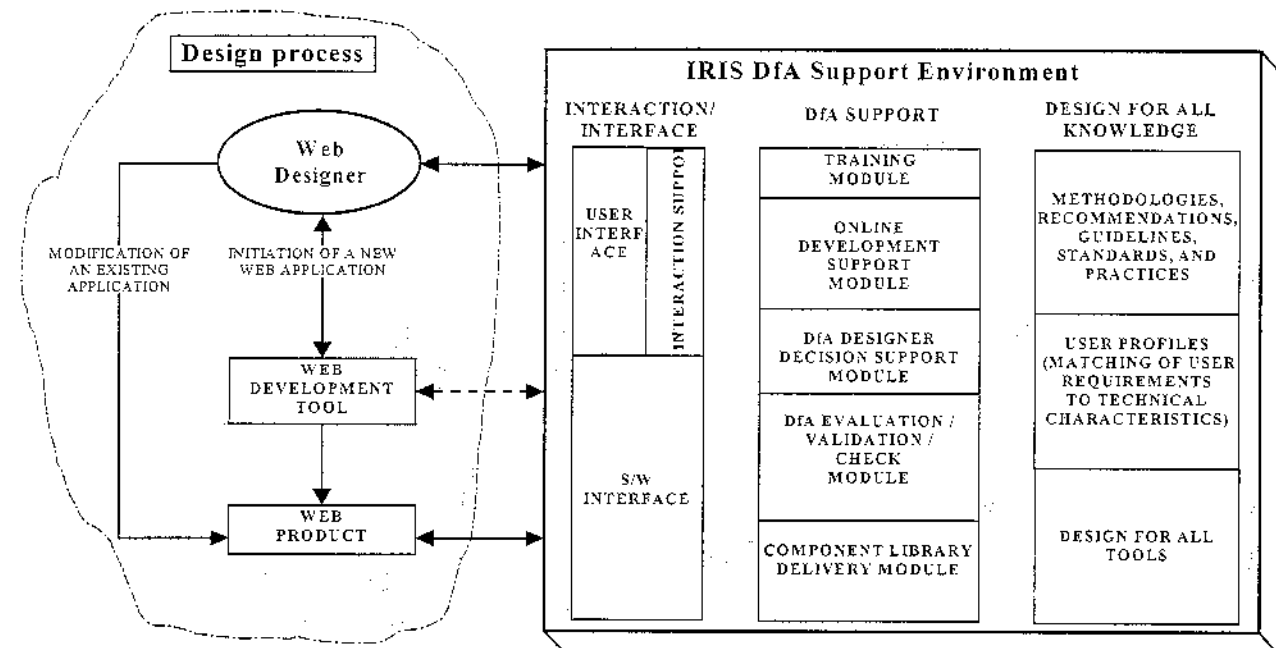 Design process
Web
Designer
MODIFICATION OF
AN EXISTING
APPLICATION
INITIATION OF A NEW
WEB APPLICATION
WEB
DEVELOPMENT
TOOL
WEB
PRODUCT
IRIS DfA Support Environment
INTERACTION/
INTERFACE
USER
INTERF
ACE
INTERACTION SUPPO
S/W
INTERFACE
DfA SUPPORT
TRAINING
MODULE
ONLINE
DEVELOPMENT
SUPPORT
MODULE
DfA DESIGNER
DECISION SUPPORT
MODULE
DfA EVALUATION /
VALIDATION /
CHECK
MODULE
COMPONENT LIBRARY
DELIVERY MODULE
DESIGN FOR ALL
KNOWLEDGE
METHODOLOGIES,
RECOMMENDATIONS,
GUIDELINES,
STANDARDS, AND
PRACTICES
USER PROFILES
(MATCHING OF USER
REQUIREMENTS
TO TECHNICAL
CHARACTERISTICS)
DESIGN FOR ALL
TOOLS